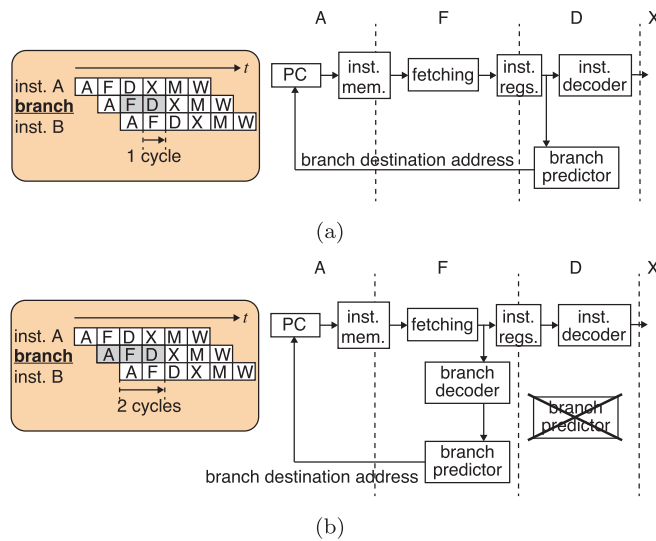 A F D X
t
inst. A A F D X M W
branch A F D X M W
inst. B A F D X M W
1 cycle
PC
inst.
mem.
fetching
inst.
regs.
inst.
decoder
branch destination address
branch
predictor
(a)
A F D X
t
inst. A A F D X M W
branch A F D X M W
inst. B A F D X M W
2 cycles
PC
inst.
mem.
fetching
inst.
regs.
inst.
decoder
branch
decoder
branch
predictor
branch
predictor
branch destination address
(b)